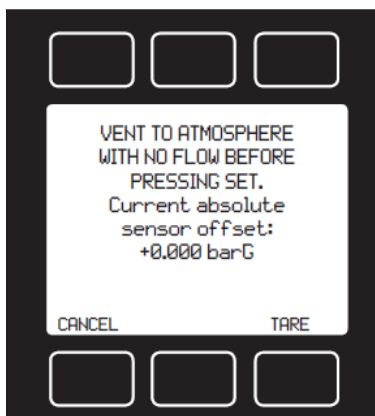 VENT TO ATMOSPHERE
WITH NO FLOW BEFORE
PRESSING SET.
Current absolute
sensor offset:
+0.000 barG
CANCEL TARE